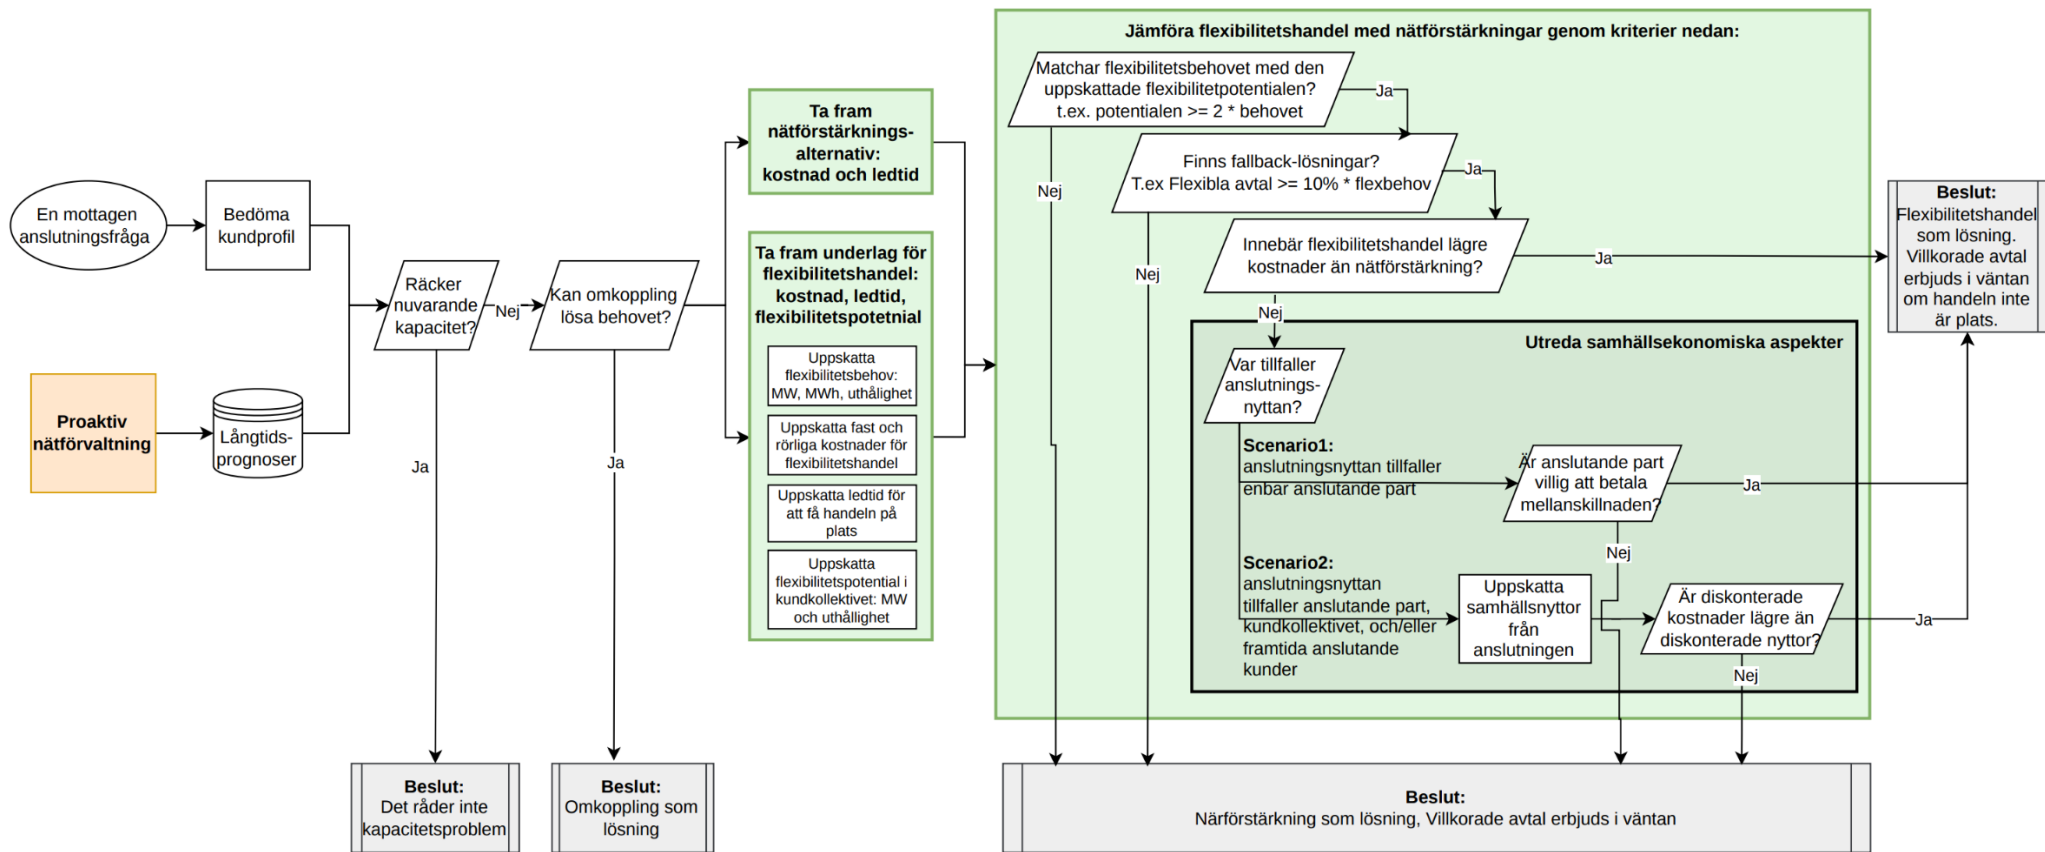 En mottagen
anslutningsfråga
Bedöma
kundprofil
Proaktiv
nätförvaltning
Långtids-
prognoser
Räcker
nuvarande
kapacitet?
Nej
Ja
Kan omkoppling
lösa behovet?
Ja
Beslut:
Det råder inte
kapacitetsproblem
Beslut:
Omkoppling som
lösning
Ta fram
nätförstärknings-
alternativ:
kostnad och ledtid
Ta fram underlag för
flexibilitetshandel:
kostnad, ledtid,
flexibilitetspotetnial
Uppskatta
flexibilitetsbehov:
MW, MWh, uthålighet
Uppskatta fast och
rörliga kostnader för
flexibilitetshandel
Uppskatta ledtid för
att få handeln på
plats
Uppskatta
flexibilitetspotential i
kundkollektivet: MW
och uthållighet
Jämföra flexibilitetshandel med nätförstärkningar genom kriterier nedan:
Matchar flexibilitetsbehovet med den
uppskattade flexibilitetpotentialen?
t.ex. potentialen >= 2 * behovet
Ja
Nej
Finns fallback-lösningar?
T.ex Flexibla avtal >= 10% * flexbehov
Ja
Nej
Innebär flexibilitetshandel lägre
kostnader än nätförstärkning?
Ja
Nej
Utreda samhällsekonomiska aspekter
Var tillfaller
anslutnings-
nyttan?
Scenario1:
anslutningsnyttan tillfaller
enbar anslutande part
Är anslutande part
villig att betala
mellanskillnaden?
Ja
Nej
Scenario2:
anslutningsnyttan
tillfaller anslutande part,
kundkollektivet, och/eller
framtida anslutande
kunder
Uppskatta
samhällsnyttor
från
anslutningen
Är diskonterade
kostnader lägre än
diskonterade nyttor?
Ja
Nej
Beslut:
Flexibilitetshandel
som lösning.
Villkorade avtal
erbjuds i väntan
om handeln inte
är plats.
Beslut:
Närförstärkning som lösning, Villkorade avtal erbjuds i väntan